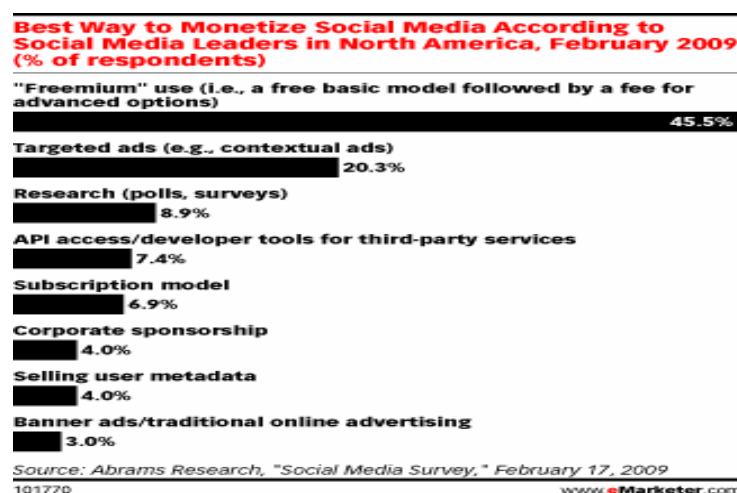 Best Way to Monetize Social Media According to
Social Media Leaders in North America, February 2009
(% of respondents)
"Freemium" use (i.e., a free basic model followed by a fee for
advanced options)
45.5%
Targeted ads (e.g., contextual ads)
20.3%
Research (polls, surveys)
8.9%
API access/developer tools for third-party services
7.4%
Subscription model
6.9%
Corporate sponsorship
4.0%
Selling user metadata
4.0%
Banner ads/traditional online advertising
3.0%
Source: Abrams Research, "Social Media Survey," February 17, 2009
101770 www.eMarketer.com